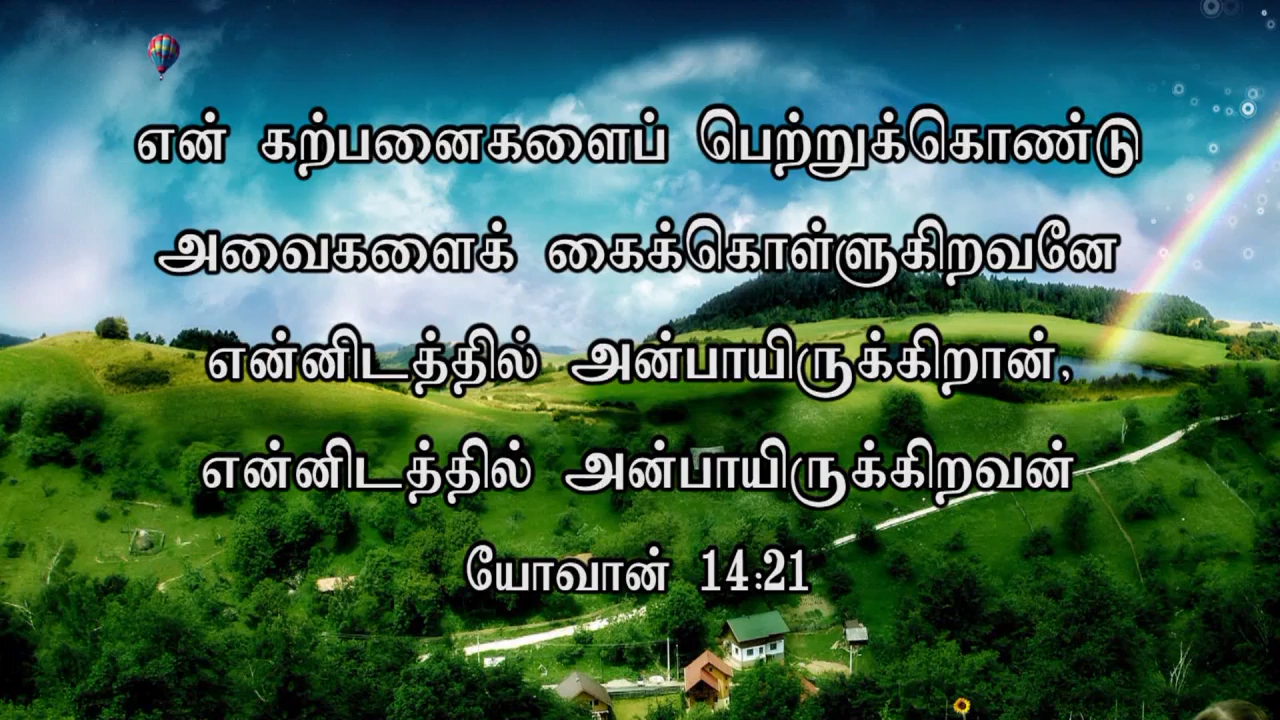 என் கற்பனைகளைப் பெற்றுக்கொண்டு
அவைகளைக் கைக்கொள்ளுகிறவனே
என்னிடத்தில் அன்பாயிருக்கிறான்,
என்னிடத்தில் அன்பாயிருக்கிறவன்
யோவான் 14:21